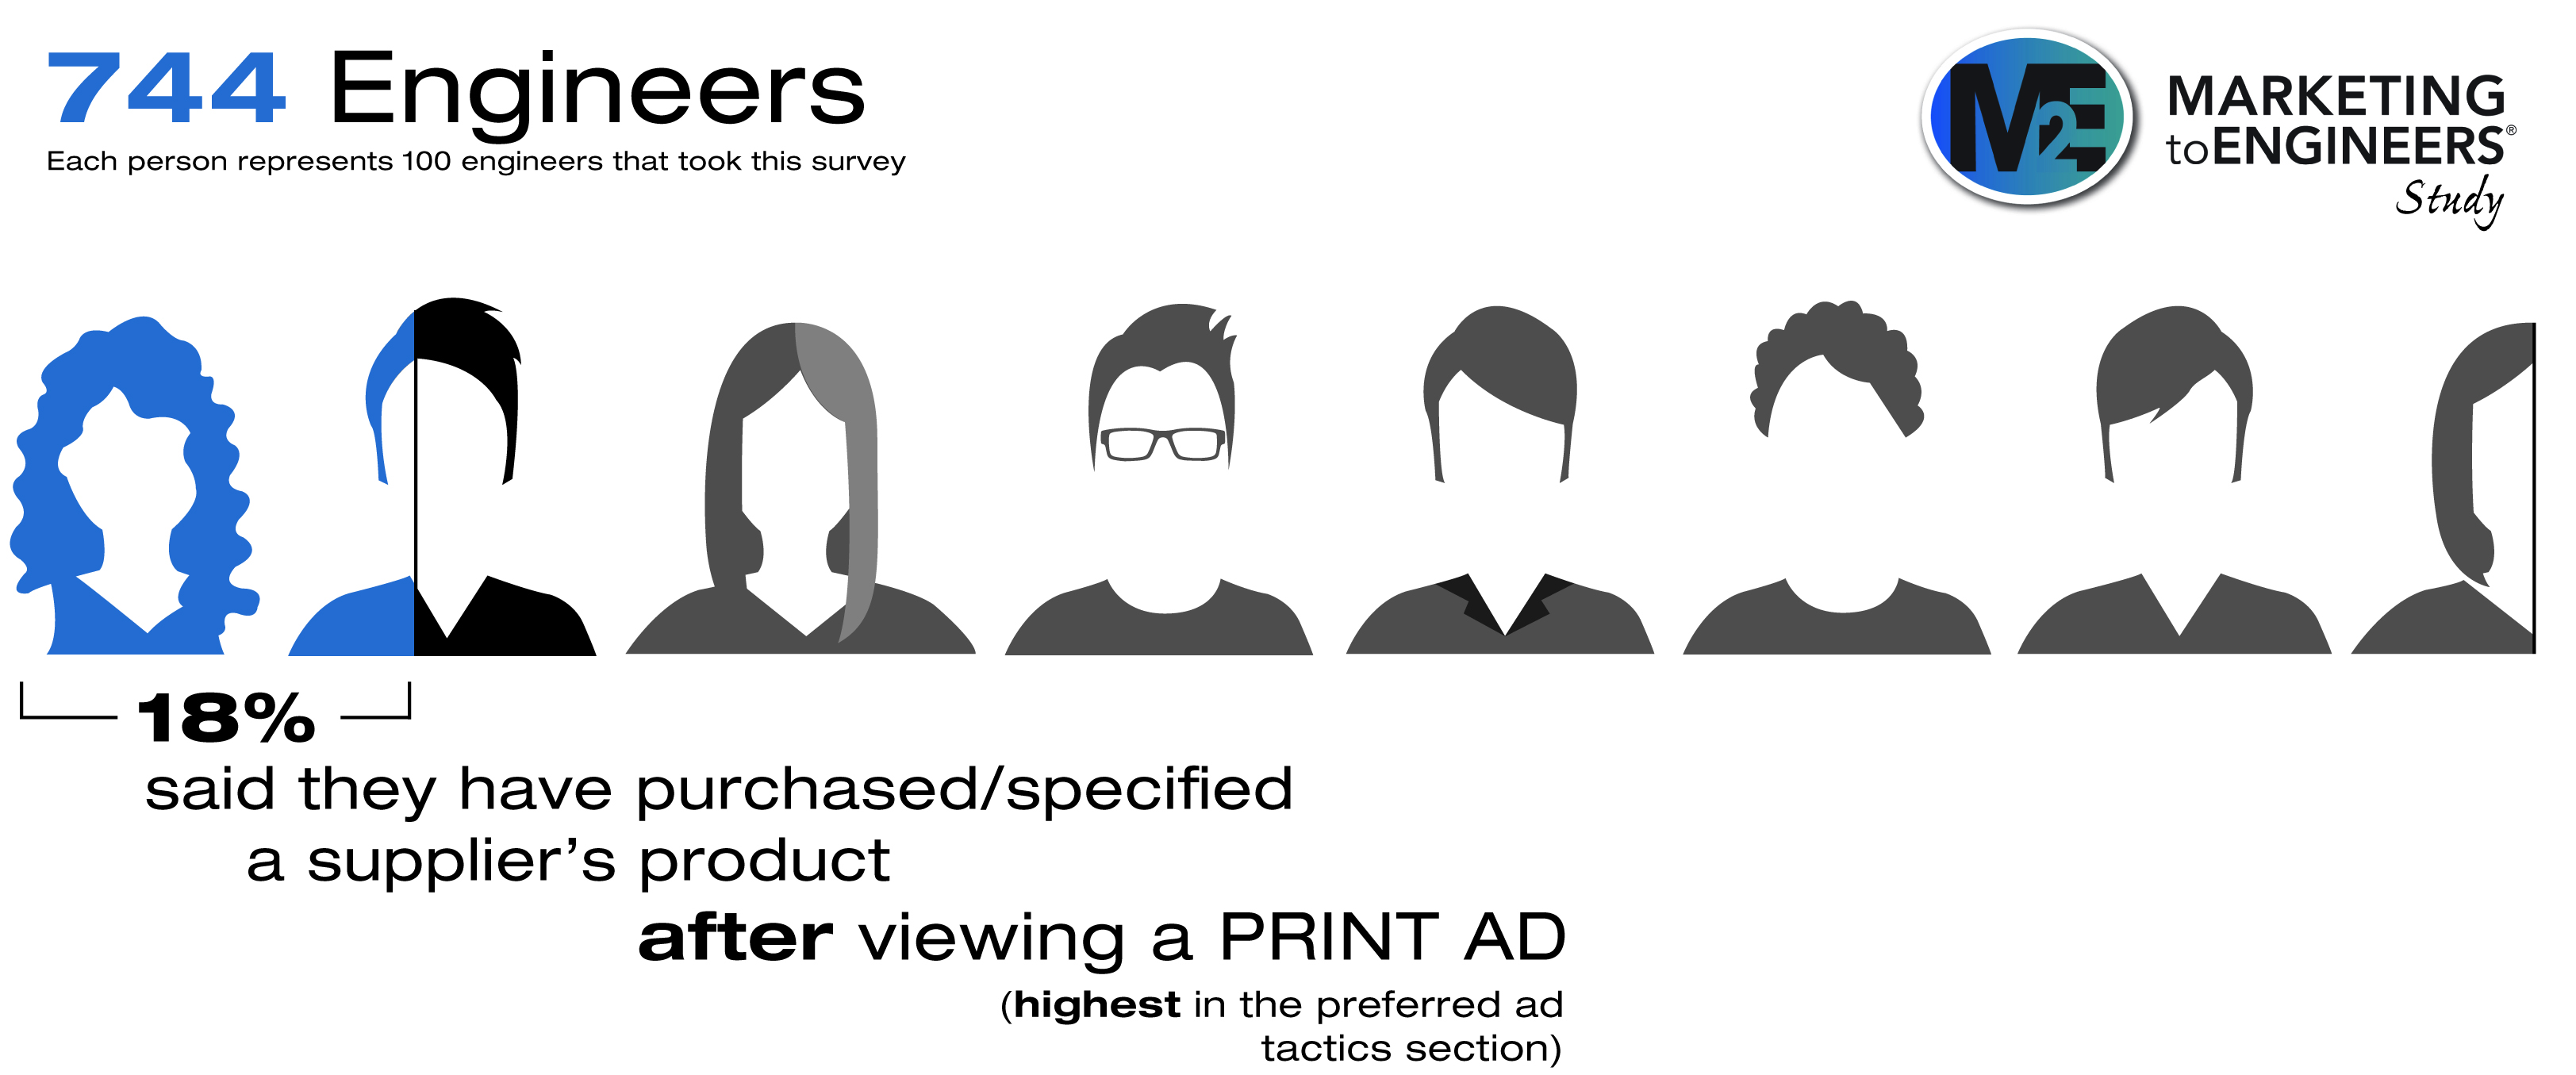 744 Engineers
Each person represents 100 engineers that took this survey
M2E
MARKETING
toENGINEERS®
Study
18%
said they have purchased/specified
a supplier’s product
after viewing a PRINT AD
(highest in the preferred ad
tactics section)